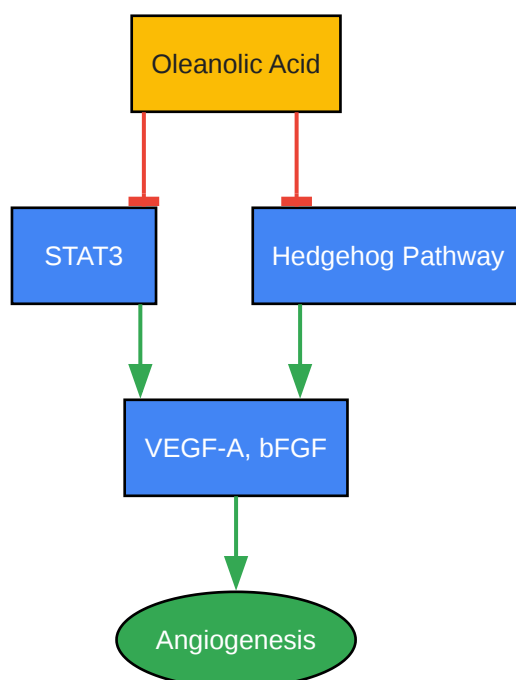 Oleanolic Acid
STAT3
Hedgehog Pathway
VEGF-A, bFGF
Angiogenesis